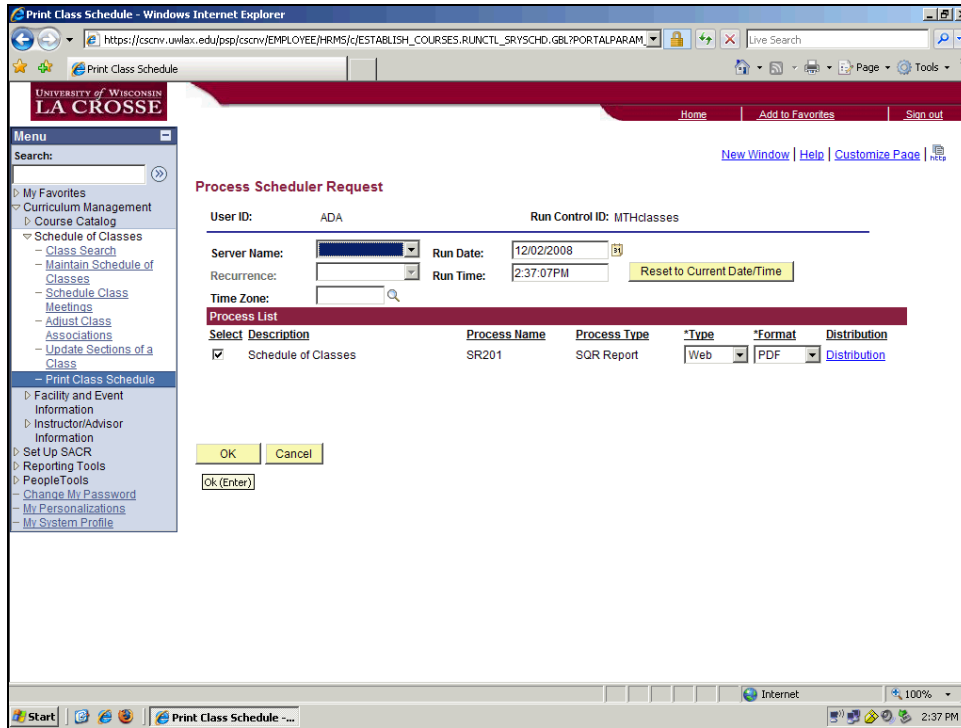 Print Class Schedule - Windows Internet Explorer
https://cscnv.uwlax.edu/psp/cscnv/EMPLOYEE/HRMS/c/ESTABLISH_COURSES.RUNCTL_SRYSCHD.GBL?PORTALPARAM_
Live Search
Print Class Schedule
Page
Tools
UNIVERSITY of WISCONSIN
LA CROSSE
Home
Add to Favorites
Sign out
Menu
Search:
My Favorites
Curriculum Management
Course Catalog
Schedule of Classes
– Class Search
– Maintain Schedule of
Classes
– Schedule Class
Meetings
– Adjust Class
Associations
– Update Sections of a
Class
– Print Class Schedule
Facility and Event
Information
Instructor/Advisor
Information
Set Up SACR
Reporting Tools
PeopleTools
– Change My Password
– My Personalizations
– My System Profile
New Window | Help | Customize Page |
http
Process Scheduler Request
User ID: ADA Run Control ID: MTHclasses
Server Name: Run Date: 12/02/2008
31
Recurrence: Run Time: 2:37:07PM Reset to Current Date/Time
Time Zone:
Process List
Select Description Process Name Process Type *Type *Format Distribution
Schedule of Classes SR201 SQR Report Web PDF Distribution
OK Cancel
Ok (Enter)
Internet 100%
Start Print Class Schedule -... 2:37 PM